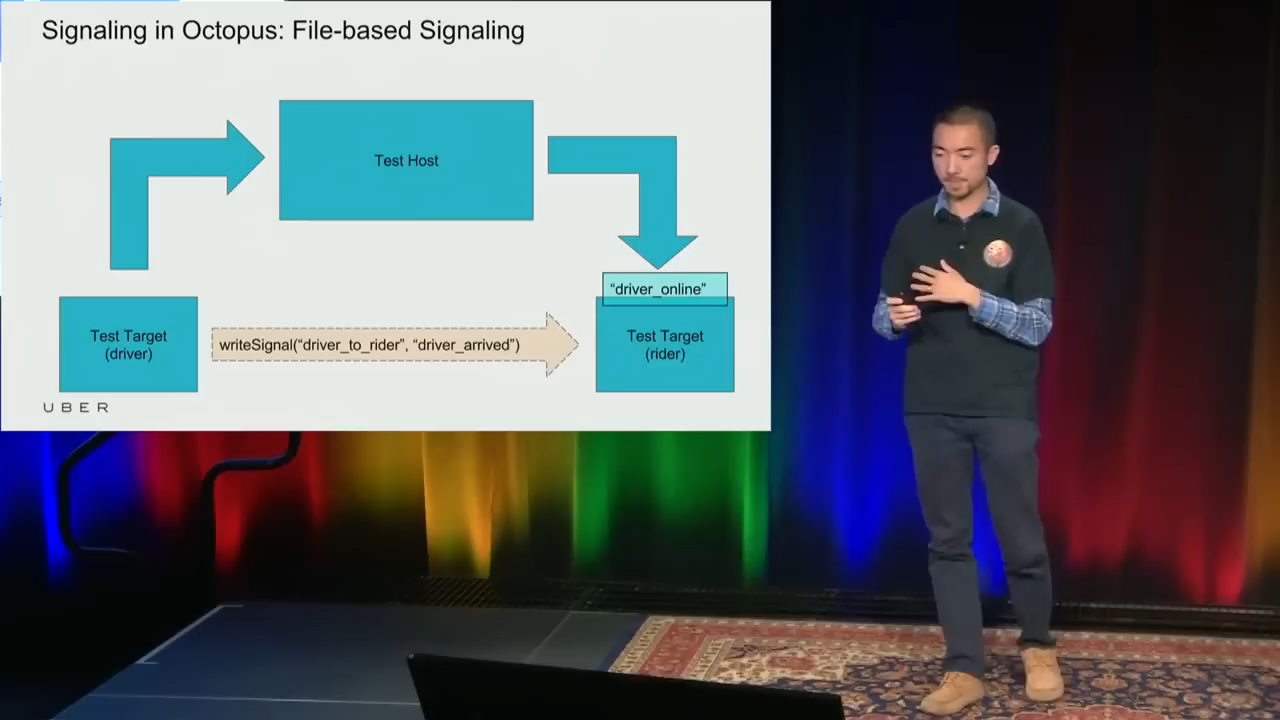 Signaling in Octopus: File-based Signaling
Test Host
"driver_online"
Test Target
(driver)
writeSignal("driver_to_rider", "driver_arrived")
Test Target
(rider)
UBER